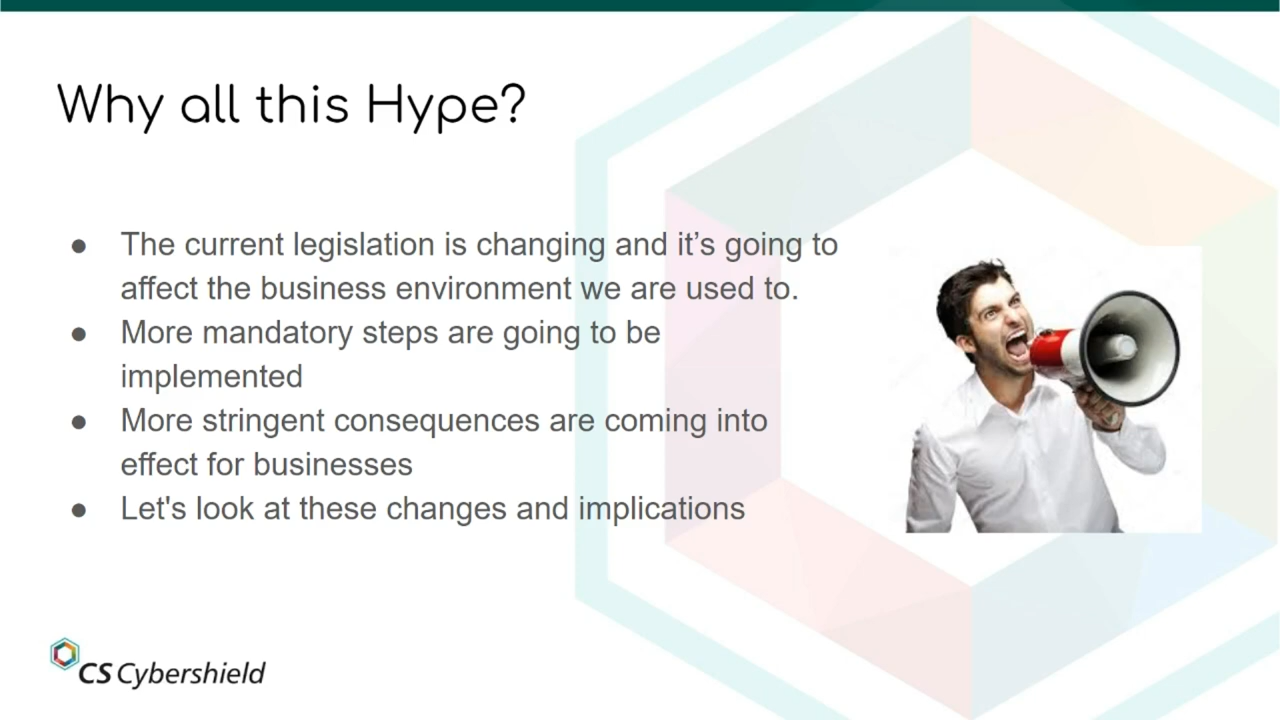 Why all this Hype?
● The current legislation is changing and it’s going to
affect the business environment we are used to.
● More mandatory steps are going to be
implemented
● More stringent consequences are coming into
effect for businesses
● Let's look at these changes and implications
CS Cybershield